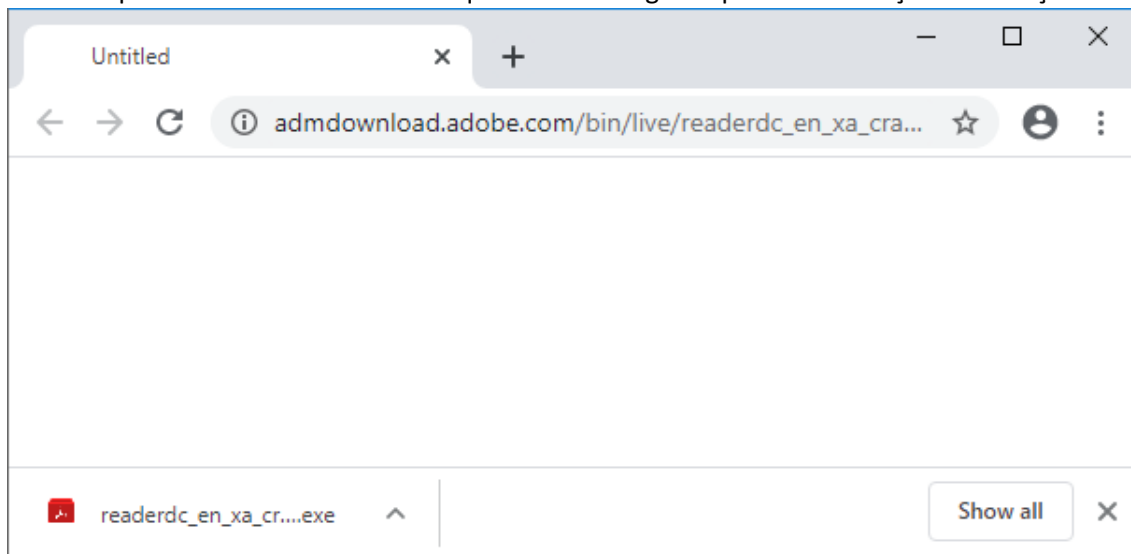 Untitled
admdownload.adobe.com/bin/live/readerdc_en_xa_cra...
readerdc_en_xa_cr....exe
Show all